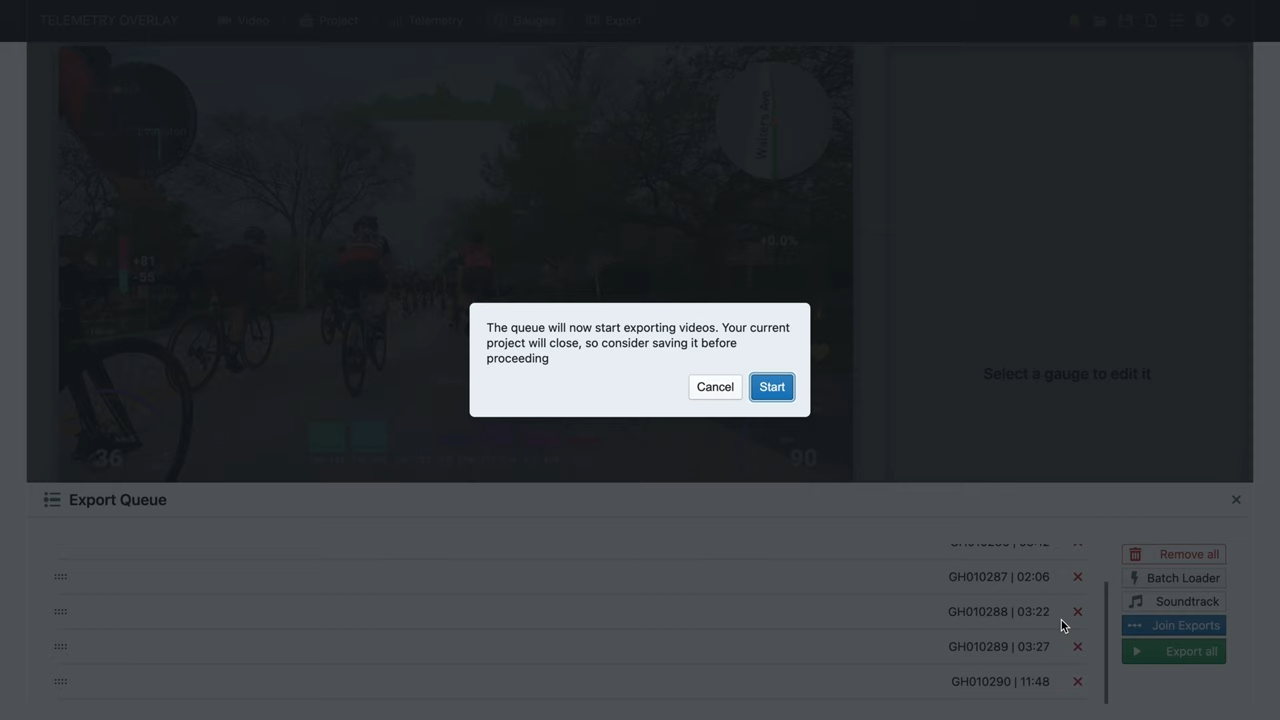 TELEMETRY OVERLAY
Video
Project
Telemetry
Gauges
Export
Walters Ave
+81
-55
+0.0%
The queue will now start exporting videos. Your current
project will close, so consider saving it before
proceeding
Cancel
Start
Select a gauge to edit it
36
90
Export Queue
Remove all
GH010287 | 02:06
Batch Loader
Soundtrack
GH010288 | 03:22
Join Exports
GH010289 | 03:27
Export all
GH010290 | 11:48